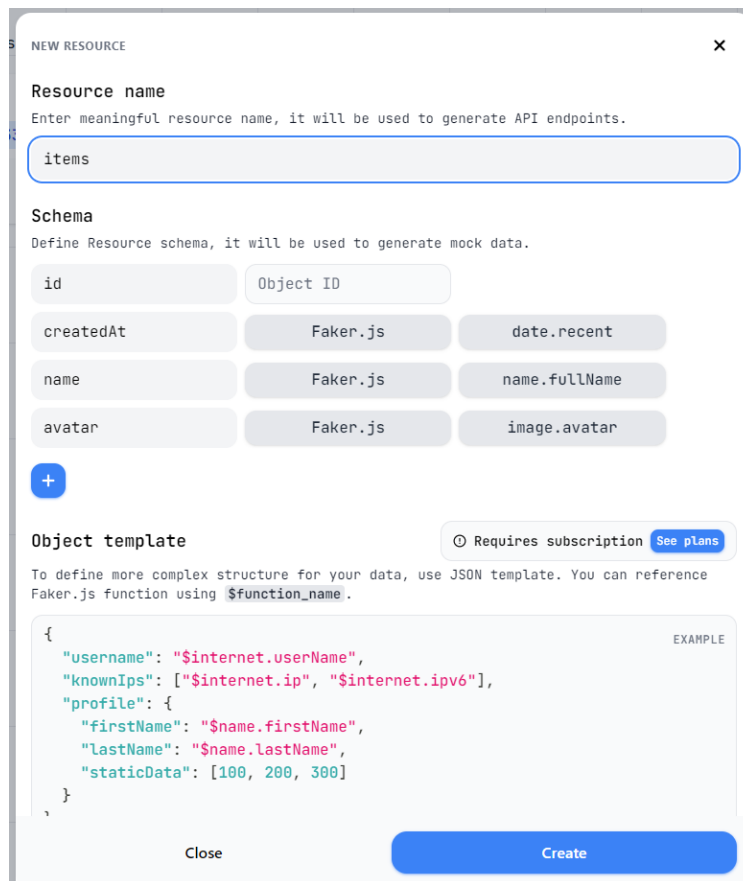 NEW RESOURCE
Resource name
Enter meaningful resource name, it will be used to generate API endpoints.
items
Schema
Define Resource schema, it will be used to generate mock data.
id Object ID
createdAt Faker.js date.recent
name Faker.js name.fullName
avatar Faker.js image.avatar
+
Object template
Requires subscription See plans
To define more complex structure for your data, use JSON template. You can reference
Faker.js function using $function_name.
EXAMPLE
{
"username": "$internet.userName",
"knownIps": ["$internet.ip", "$internet.ipv6"],
"profile": {
"firstName": "$name.firstName",
"lastName": "$name.lastName",
"staticData": [100, 200, 300]
}
Close Create